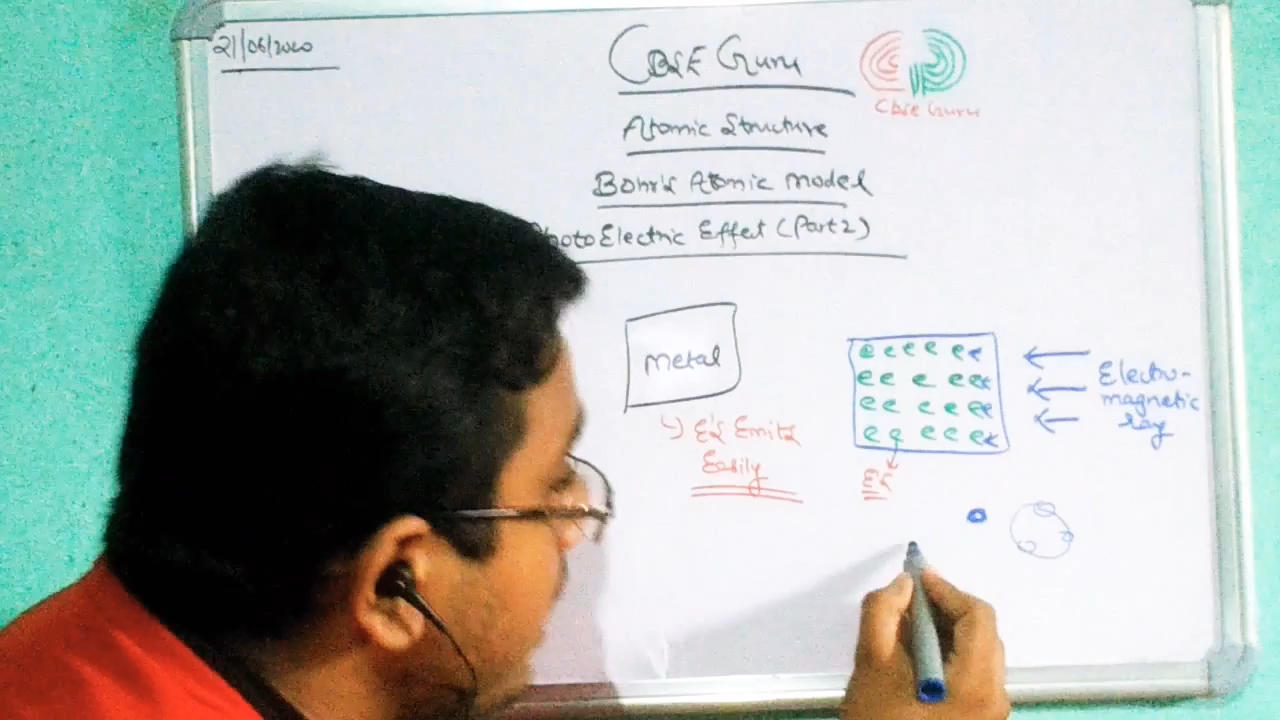 21/06/2020
CBSE Guru
CBSE Guru
Atomic Structure
Bohr's Atomic Model
Photo Electric Effect (Part 2)
Metal
e e e e e e
e e e e e
e e e e e
e e e e e
Electro-
magnetic
ray
E's Emits
Easily